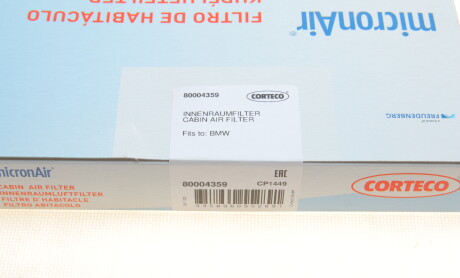 micronAir
FILTRO DE HABITÁCULO
80004359
CORTECO
INNENRAUMFILTER
CABIN AIR FILTER
Fits to: BMW
FREUDENBERG
EAC
80004359
CP1449
micronAir
CABIN AIR FILTER
INNENRAUMLUFTFILTER
FILTRE D'HABITACLE
FILTRO ABITACOLO
CORTECO